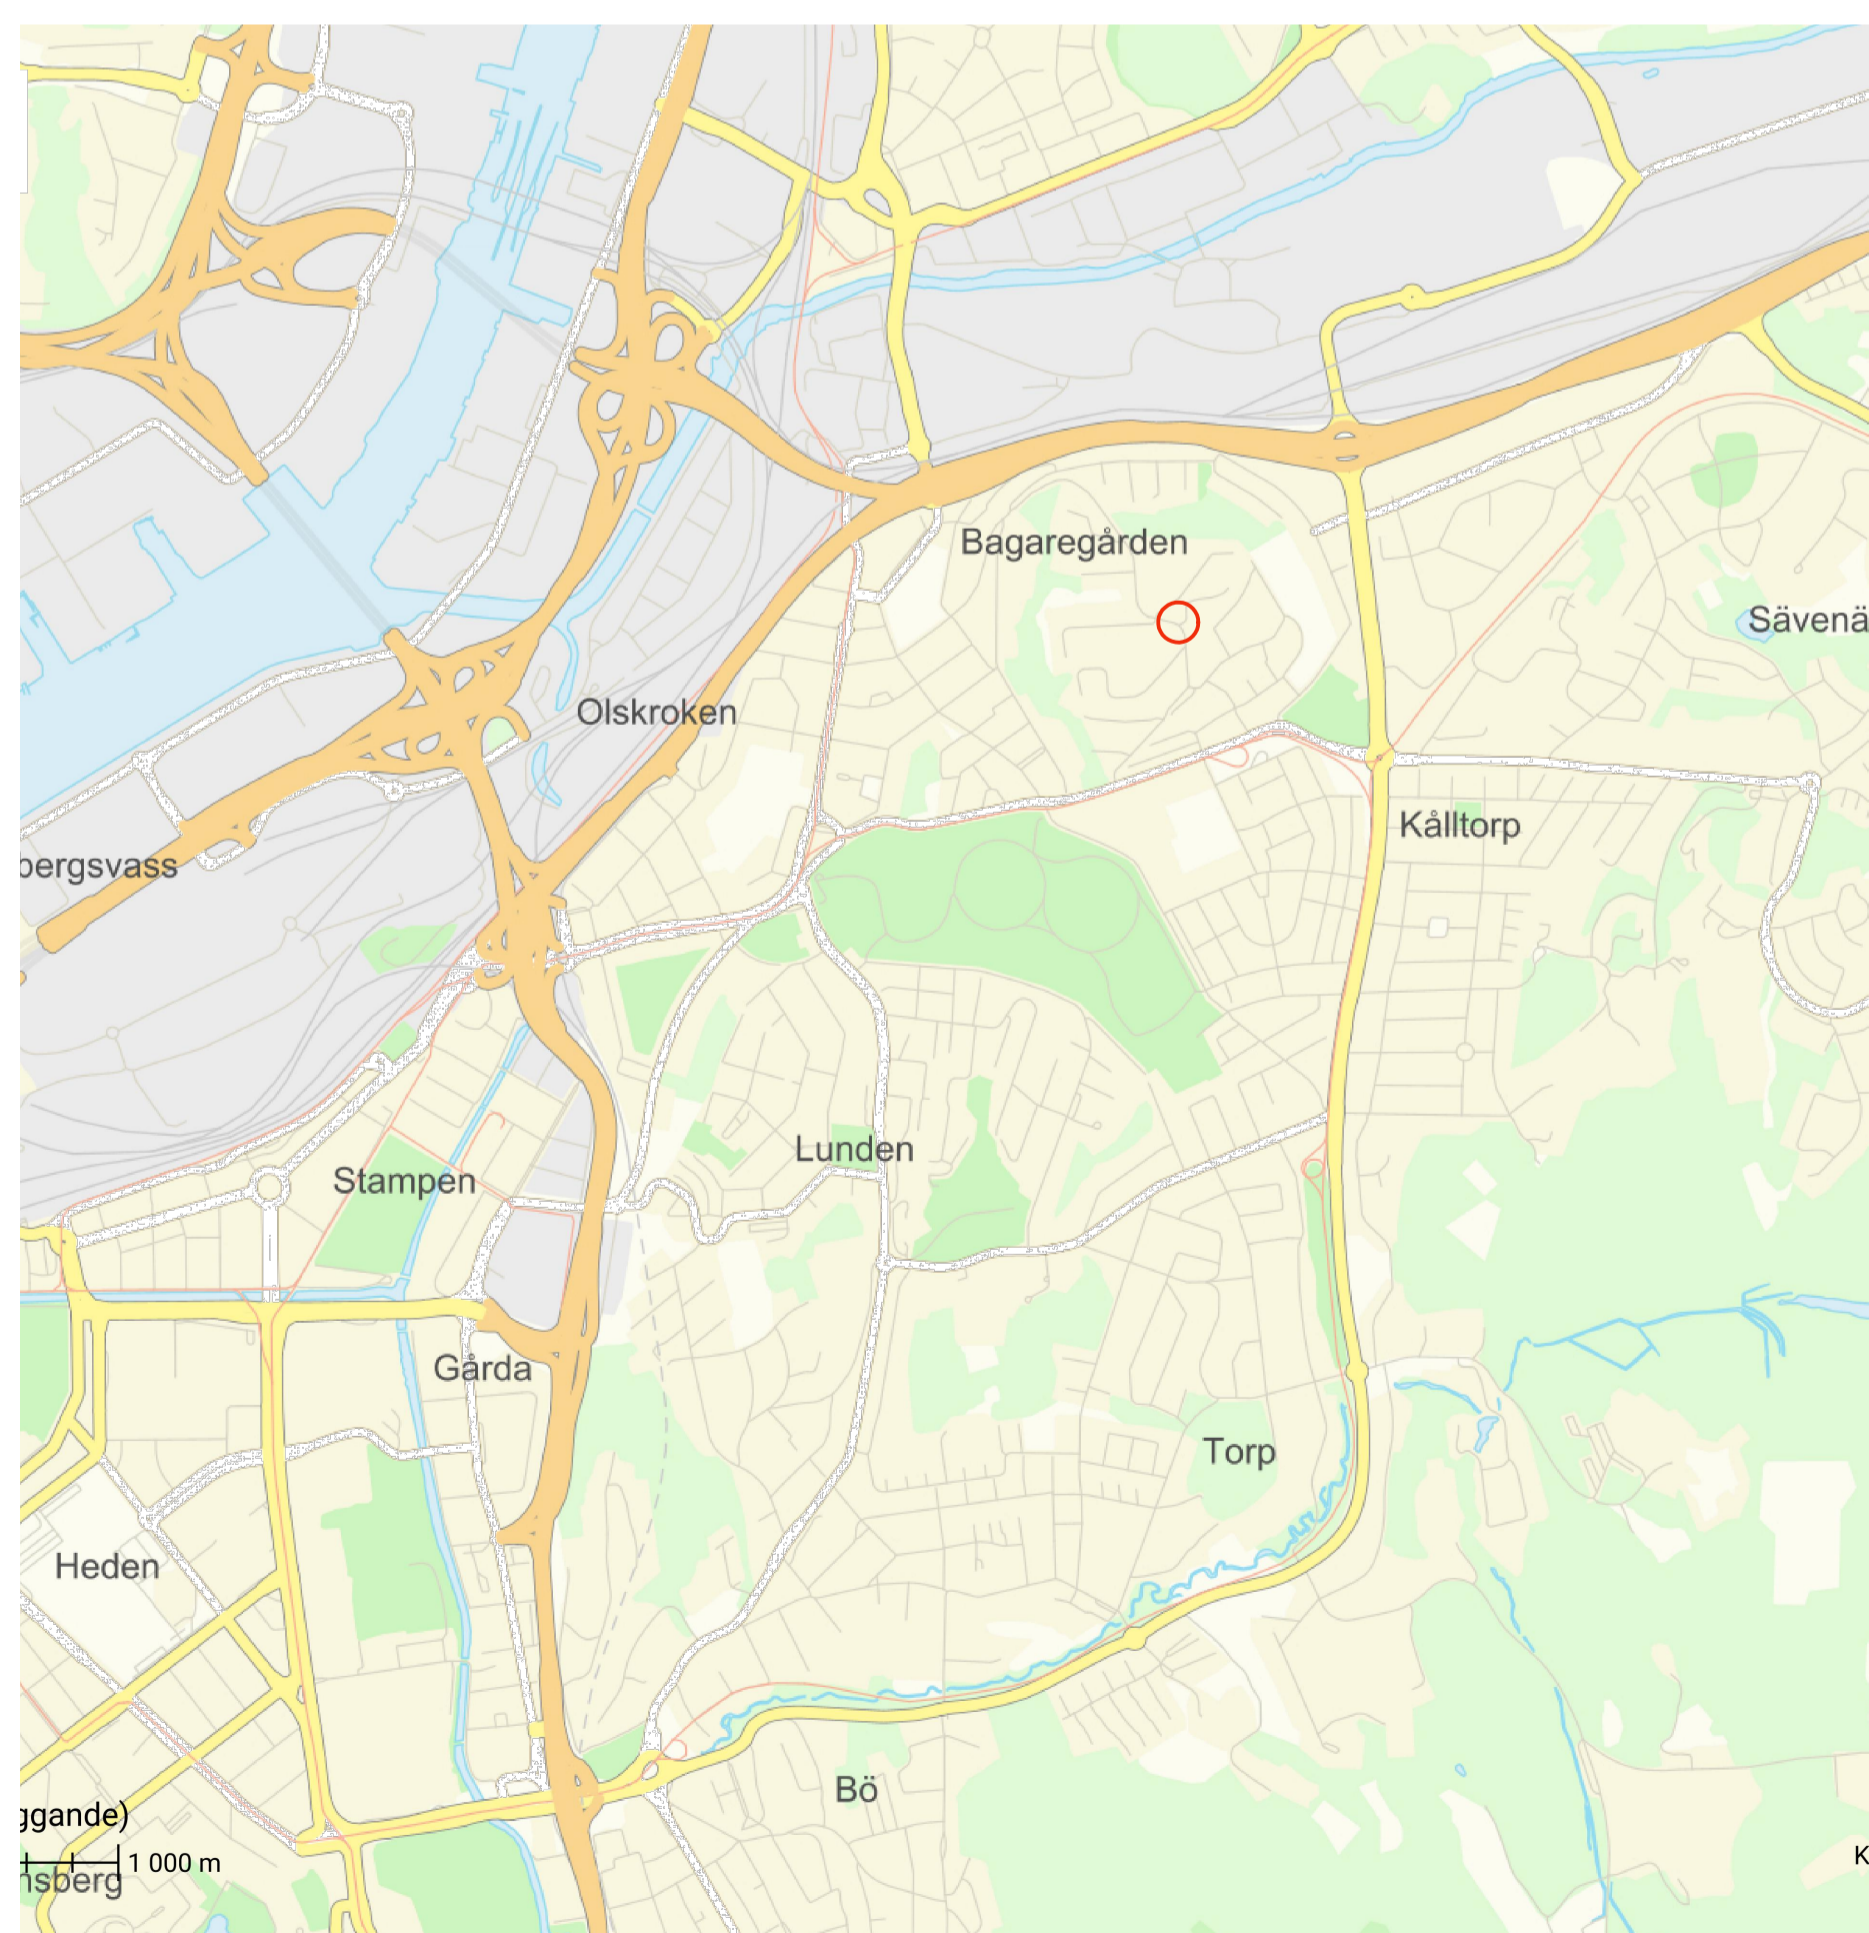 Bagaregården
Sävenä
Olskroken
Kålltorp
bergsvass
Lunden
Stampen
Gårda
Torp
Heden
Bö
ggande)
1 000 m
nsberg
K